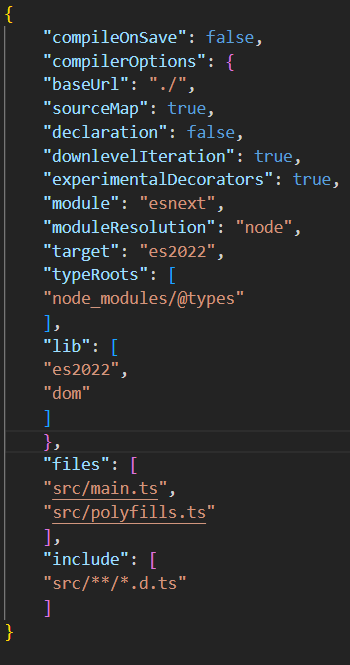 {
"compileOnSave": false,
"compilerOptions": {
"baseUrl": "./",
"sourceMap": true,
"declaration": false,
"downlevelIteration": true,
"experimentalDecorators": true,
"module": "esnext",
"moduleResolution": "node",
"target": "es2022",
"typeRoots": [
"node_modules/@types"
],
"lib": [
"es2022",
"dom"
]
},
"files": [
"src/main.ts",
"src/polyfills.ts"
],
"include": [
"src/**/*.d.ts"
]
}